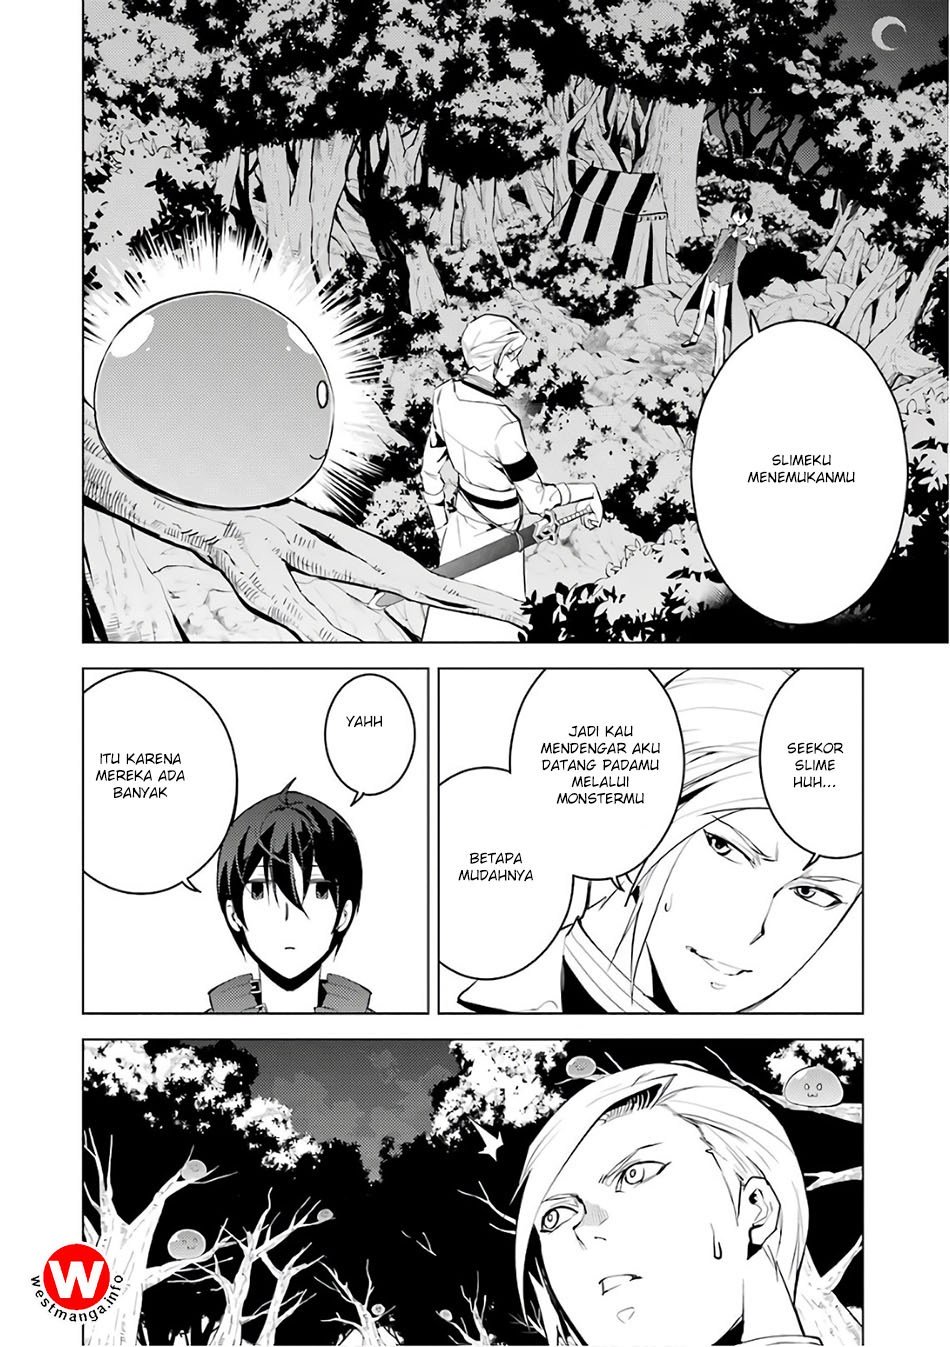 SLIMEKU
MENEMUKANMU
SEEKOR
SLIME
HUH...
JADI KAU
MENDENGAR AKU
DATANG PADAMU
MELALUI
MONSTERMU
BETAPA
MUDAHNYA
YAHH
ITU KARENA
MEREKA ADA
BANYAK
W
westmanga.info